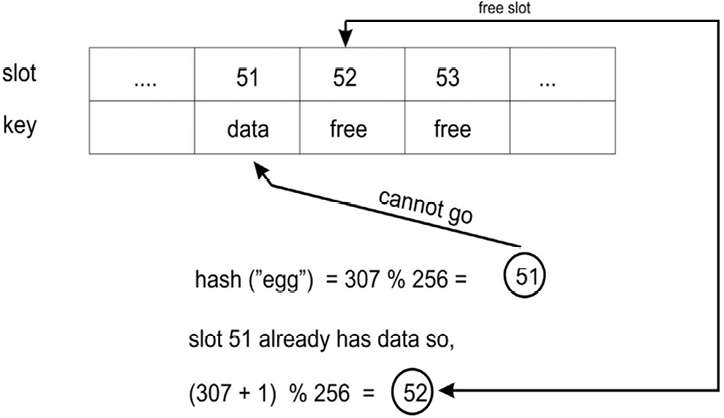 free slot
slot .... 51 52 53 ...
key data free free
cannot go
hash (”egg”) = 307 % 256 = 51
slot 51 already has data so,
(307 + 1) % 256 = 52